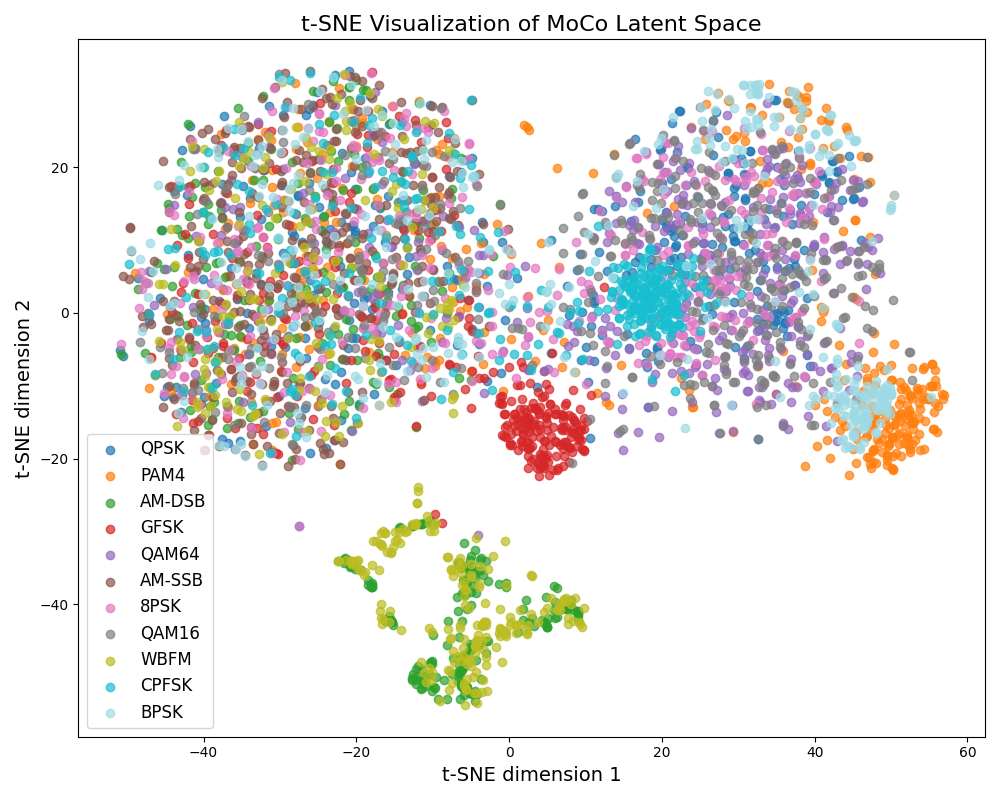 t-SNE Visualization of MoCo Latent Space
t-SNE dimension 2
20
0
−20
−40
QPSK
PAM4
AM-DSB
GFSK
QAM64
AM-SSB
8PSK
QAM16
WBFM
CPFSK
BPSK
−40
−20
0
20
40
60
t-SNE dimension 1